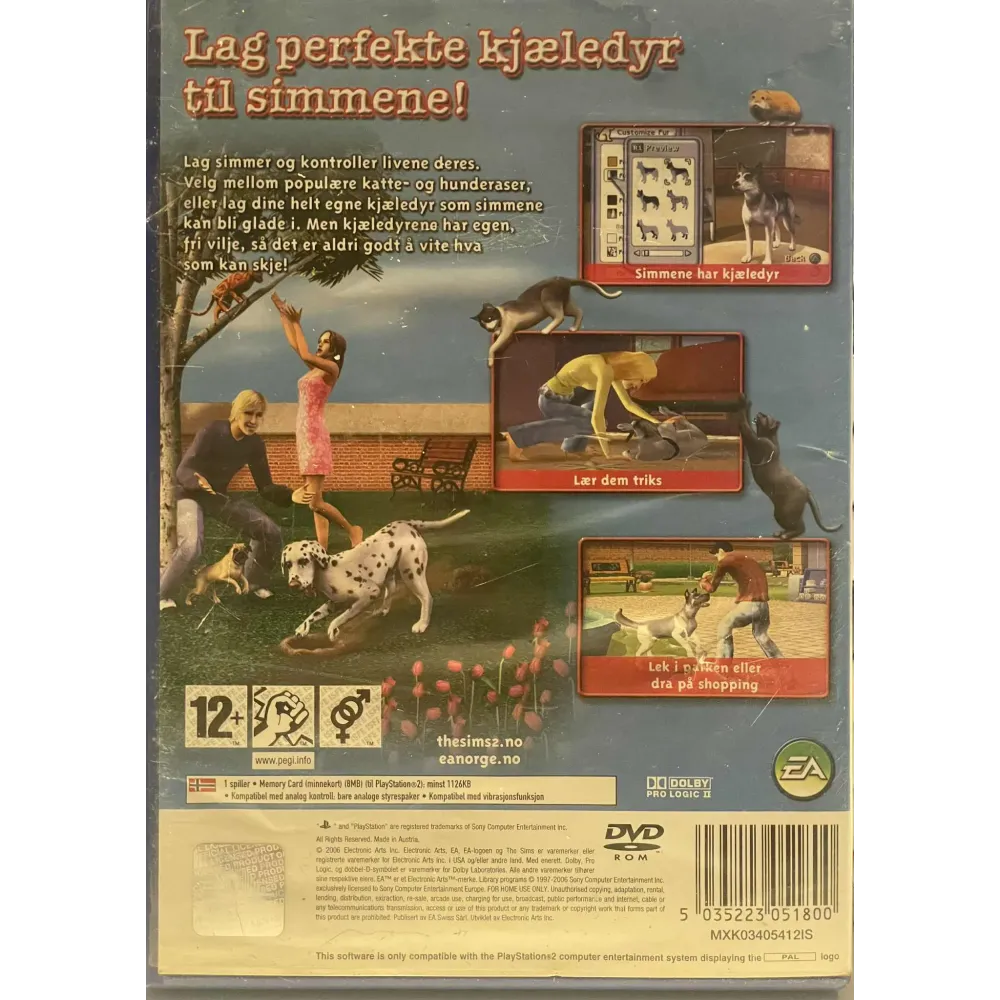 Lag perfekte kjæledyr
til simmene!
Lag simmer og kontroller livene deres.
Velg mellom populære katte- og hunderaser,
eller lag dine helt egne kjæledyr som simmene
kan bli glade i. Men kjæledyrene har egen,
fri vilje, så det er aldri godt å vite hva
som kan skje!
Customize Fur
R1 Preview
Back
Simmene har kjæledyr
Lær dem triks
Lek i parken eller
dra på shopping
12+
www.pegi.info
thesims2.no
eanorge.no
EA
1 spiller • Memory Card (minnekort) (8MB) (til PlayStation®2): minst 1126KB
• Kompatibel med analog kontroll: bare analoge styrespaker • Kompatibel med vibrasjonsfunksjon
DOLBY
PRO LOGIC II
" " and "PlayStation" are registered trademarks of Sony Computer Entertainment Inc.
All Rights Reserved. Made in Austria.
© 2006 Electronic Arts Inc. Electronic Arts, EA, EA-logoen og The Sims er varemerker eller
registrerte varemerker for Electronic Arts Inc. i USA og/eller andre land. Med enerett. Dolby, Pro
Logic, og dobbel-D-symbolet er varemerker for Dolby Laboratories. Alle andre varemerker tilhører
sine respektive eiere. EA™ er et Electronic Arts™-merke. Library programs © 1997-2006 Sony Computer Entertainment Inc.
exclusively licensed to Sony Computer Entertainment Europe. FOR HOME USE ONLY. Unauthorised copying, adaptation, rental,
lending, distribution, extraction, re-sale, arcade use, charging for use, broadcast, public performance and internet, cable or
any telecommunications transmission, access or use of this product or any trademark or copyright work that forms part of
this product are prohibited. Publisert av EA Swiss Sàrl. Utviklet av Electronic Arts Inc.
DVD
ROM
5 035223 051800
MXK03405412IS
This software is only compatible with the PlayStation®2 computer entertainment system displaying the PAL logo